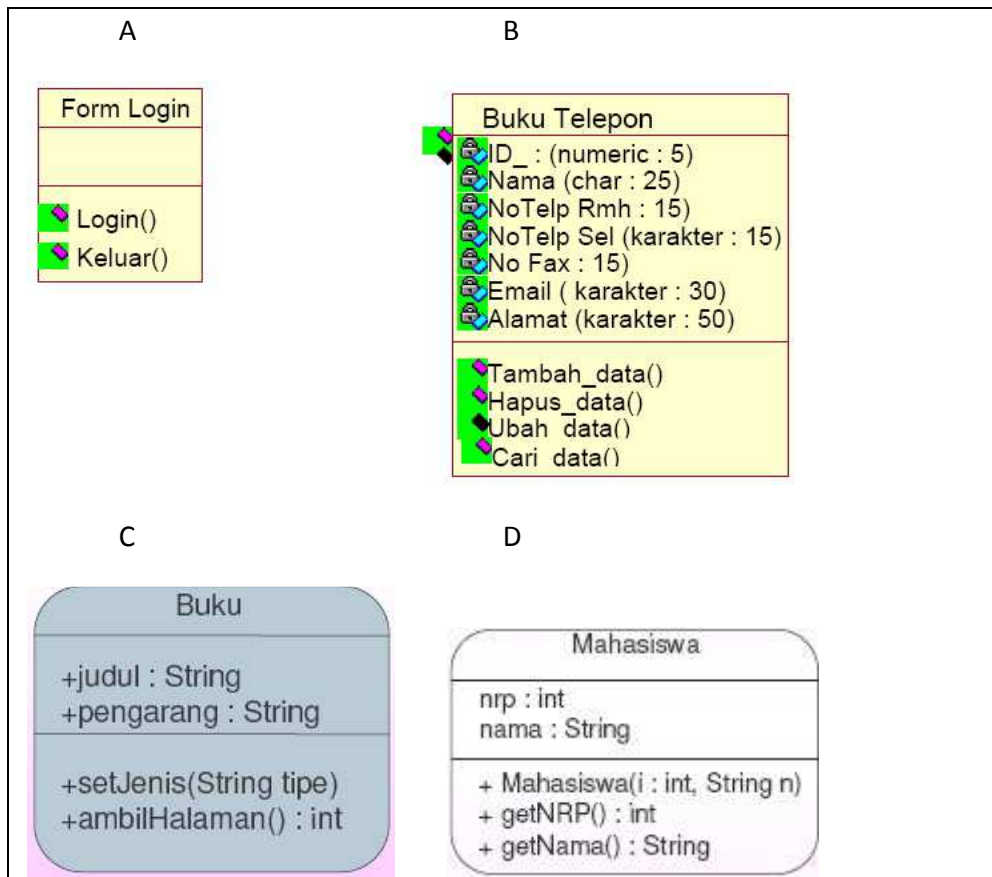 A
B
Form Login
Login()
Keluar()
Buku Telepon
ID_ : (numeric : 5)
Nama (char : 25)
NoTelp Rmh : 15)
NoTelp Sel (karakter : 15)
No Fax : 15)
Email ( karakter : 30)
Alamat (karakter : 50)
Tambah_data()
Hapus_data()
Ubah_data()
Cari_data()
C
D
Buku
+judul : String
+pengarang : String
+setJenis(String tipe)
+ambilHalaman() : int
Mahasiswa
nrp : int
nama : String
+ Mahasiswa(i : int, String n)
+ getNRP() : int
+ getNama() : String